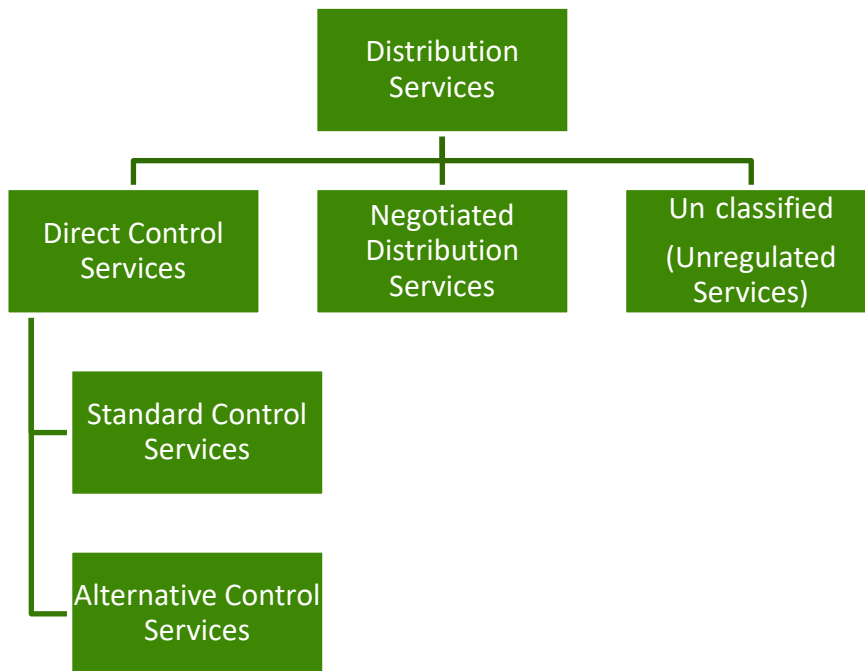 Distribution
Services
Direct Control
Services
Negotiated
Distribution
Services
Un classified
(Unregulated
Services)
Standard Control
Services
Alternative Control
Services